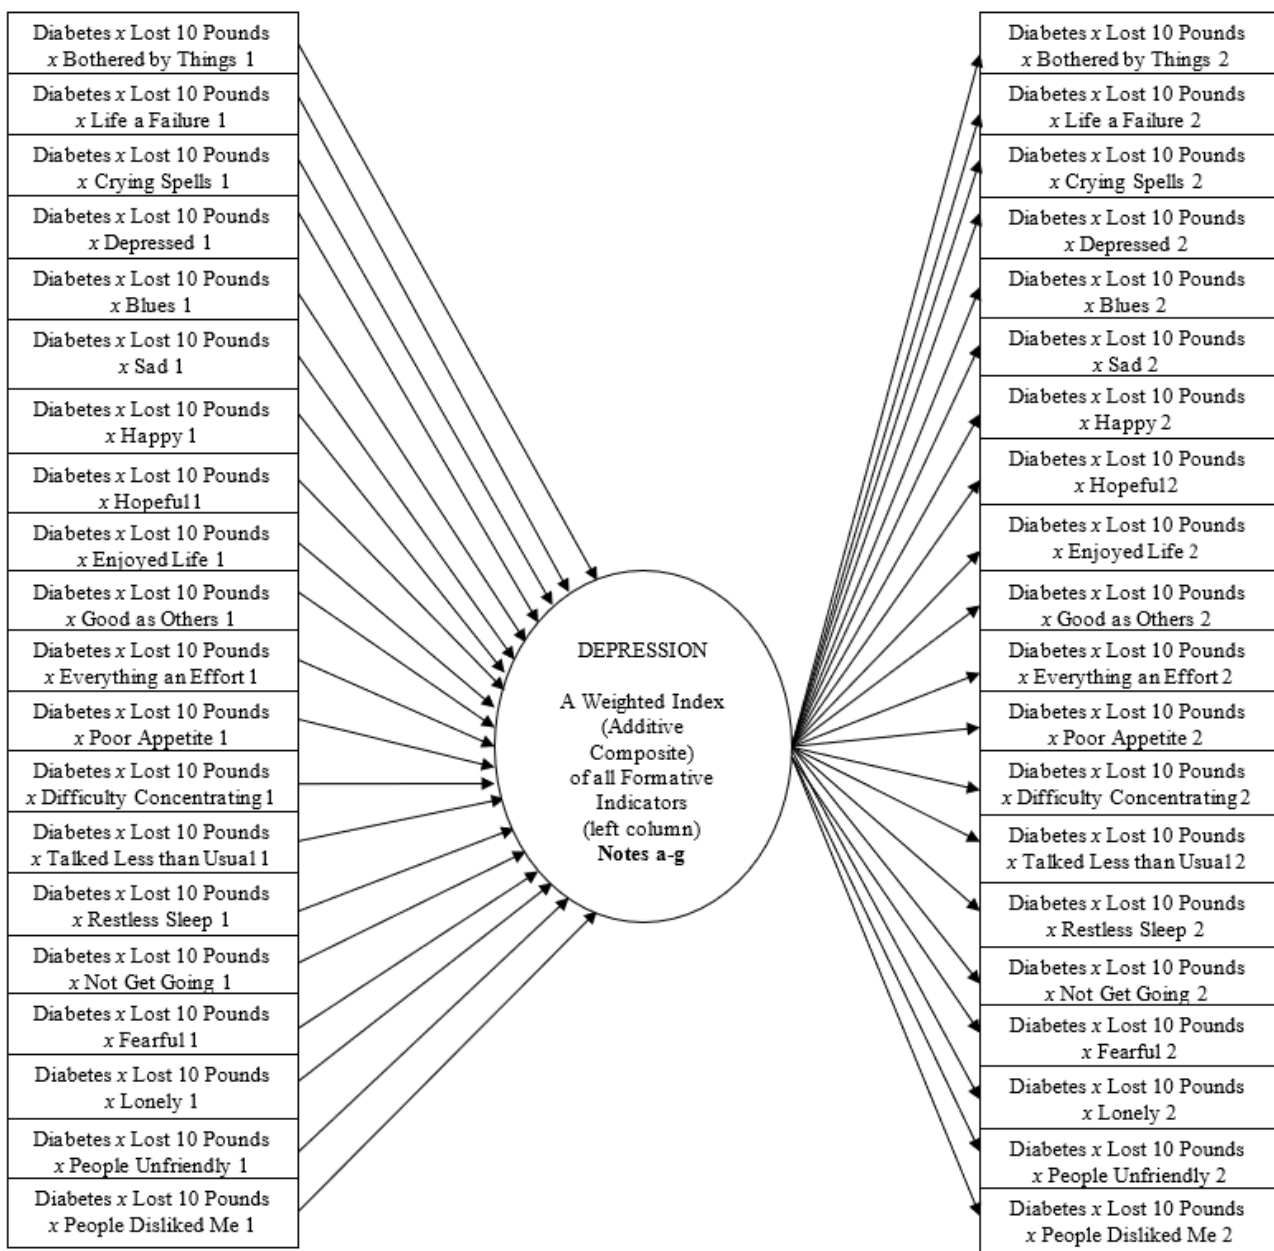 Diabetes x Lost 10 Pounds
x Bothered by Things 1
Diabetes x Lost 10 Pounds
x Life a Failure 1
Diabetes x Lost 10 Pounds
x Crying Spells 1
Diabetes x Lost 10 Pounds
x Depressed 1
Diabetes x Lost 10 Pounds
x Blues 1
Diabetes x Lost 10 Pounds
x Sad 1
Diabetes x Lost 10 Pounds
x Happy 1
Diabetes x Lost 10 Pounds
x Hopeful 1
Diabetes x Lost 10 Pounds
x Enjoyed Life 1
Diabetes x Lost 10 Pounds
x Good as Others 1
Diabetes x Lost 10 Pounds
x Everything an Effort 1
Diabetes x Lost 10 Pounds
x Poor Appetite 1
Diabetes x Lost 10 Pounds
x Difficulty Concentrating 1
Diabetes x Lost 10 Pounds
x Talked Less than Usual 1
Diabetes x Lost 10 Pounds
x Restless Sleep 1
Diabetes x Lost 10 Pounds
x Not Get Going 1
Diabetes x Lost 10 Pounds
x Fearful 1
Diabetes x Lost 10 Pounds
x Lonely 1
Diabetes x Lost 10 Pounds
x People Unfriendly 1
Diabetes x Lost 10 Pounds
x People Disliked Me 1
DEPRESSION
A Weighted Index
(Additive
Composite)
of all Formative
Indicators
(left column)
Notes a-g
Diabetes x Lost 10 Pounds
x Bothered by Things 2
Diabetes x Lost 10 Pounds
x Life a Failure 2
Diabetes x Lost 10 Pounds
x Crying Spells 2
Diabetes x Lost 10 Pounds
x Depressed 2
Diabetes x Lost 10 Pounds
x Blues 2
Diabetes x Lost 10 Pounds
x Sad 2
Diabetes x Lost 10 Pounds
x Happy 2
Diabetes x Lost 10 Pounds
x Hopeful 2
Diabetes x Lost 10 Pounds
x Enjoyed Life 2
Diabetes x Lost 10 Pounds
x Good as Others 2
Diabetes x Lost 10 Pounds
x Everything an Effort 2
Diabetes x Lost 10 Pounds
x Poor Appetite 2
Diabetes x Lost 10 Pounds
x Difficulty Concentrating 2
Diabetes x Lost 10 Pounds
x Talked Less than Usual 2
Diabetes x Lost 10 Pounds
x Restless Sleep 2
Diabetes x Lost 10 Pounds
x Not Get Going 2
Diabetes x Lost 10 Pounds
x Fearful 2
Diabetes x Lost 10 Pounds
x Lonely 2
Diabetes x Lost 10 Pounds
x People Unfriendly 2
Diabetes x Lost 10 Pounds
x People Disliked Me 2